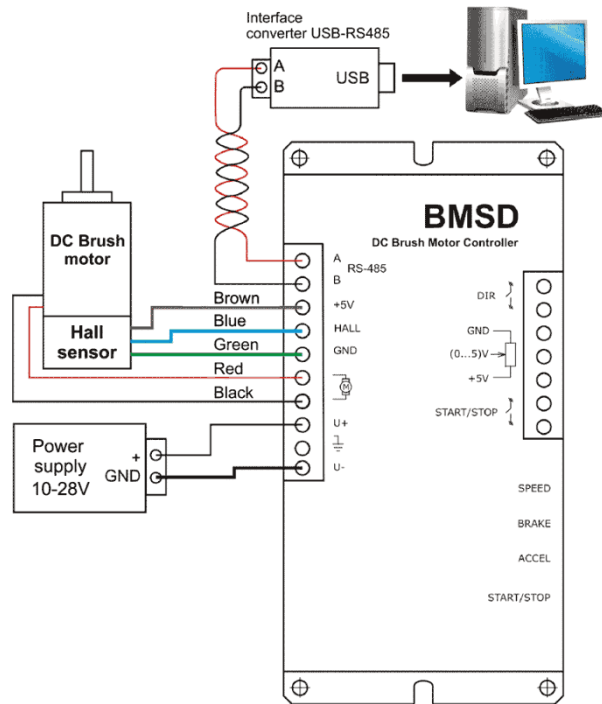 Interface
converter USB-RS485
A
B
USB
BMSD
DC Brush Motor Controller
DC Brush
motor
Hall
sensor
Brown
Blue
Green
Red
Black
A
RS-485
B
+5V
HALL
GND
M
U+
U-
Power
supply
10-28V
+
GND
DIR
GND
(0...5)V
+5V
START/STOP
SPEED
BRAKE
ACCEL
START/STOP